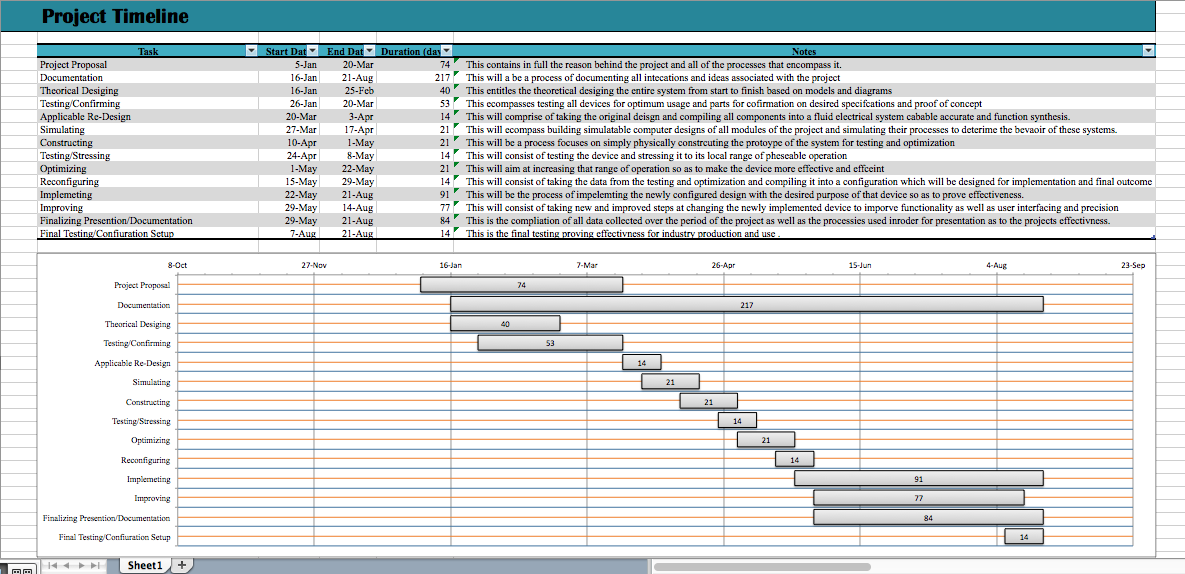 Project Timeline
Task Start Dat End Dat Duration (day Notes
Project Proposal 5-Jan 20-Mar 74 This contains in full the reason behind the project and all of the processes that encompass it.
Documentation 16-Jan 21-Aug 217 This will a be a process of documenting all intecations and ideas associated with the project
Theorical Desiging 16-Jan 25-Feb 40 This entitles the theoretical desiging the entire system from start to finish based on models and diagrams
Testing/Confirming 26-Jan 20-Mar 53 This ecompasses testing all devices for optimum usage and parts for cofirmation on desired specifcations and proof of concept
Applicable Re-Design 20-Mar 3-Apr 14 This will comprise of taking the original deisgn and compiling all components into a fluid electrical system cabable accurate and function synthesis.
Simulating 27-Mar 17-Apr 21 This will ecompass building simulatable computer designs of all modules of the project and simulating their processes to deterime the bevaoir of these systems.
Constructing 10-Apr 1-May 21 This will be a process focuses on simply physically constructing the protoype of the system for testing and optimization
Testing/Stressing 24-Apr 8-May 14 This will consist of testing the device and stressing it to its local range of pheseable operation
Optimizing 1-May 22-May 21 This will aim at increasing that range of operation so as to make the device more effective and effceint
Reconfiguring 15-May 29-May 14 This will consist of taking the data from the testing and optimization and compiling it into a configuration which will be designed for implementation and final outcome
Implemeting 22-May 21-Aug 91 This will be the process of impelemting the newly configured design with the desired purpose of that device so as to prove effectiveness.
Improving 29-May 14-Aug 77 This will consist of taking new and improved steps at changing the newly implemented device to imporve functionality as well as user interfacing and precision
Finalizing Presention/Documentation 29-May 21-Aug 84 This is the compliation of all data collected over the period of the project as well as the processies used inroder for presentation as to the projects effectivness.
Final Testing/Confiuration Setup 7-Aug 21-Aug 14 This is the final testing proving effectivness for industry production and use .
8-Oct 27-Nov 16-Jan 7-Mar 26-Apr 15-Jun 4-Aug 23-Sep
Project Proposal 74
Documentation 217
Theorical Desiging 40
Testing/Confirming 53
Applicable Re-Design 14
Simulating 21
Constructing 21
Testing/Stressing 14
Optimizing 21
Reconfiguring 14
Implemeting 91
Improving 77
Finalizing Presention/Documentation 84
Final Testing/Confiuration Setup 14
Sheet1 +